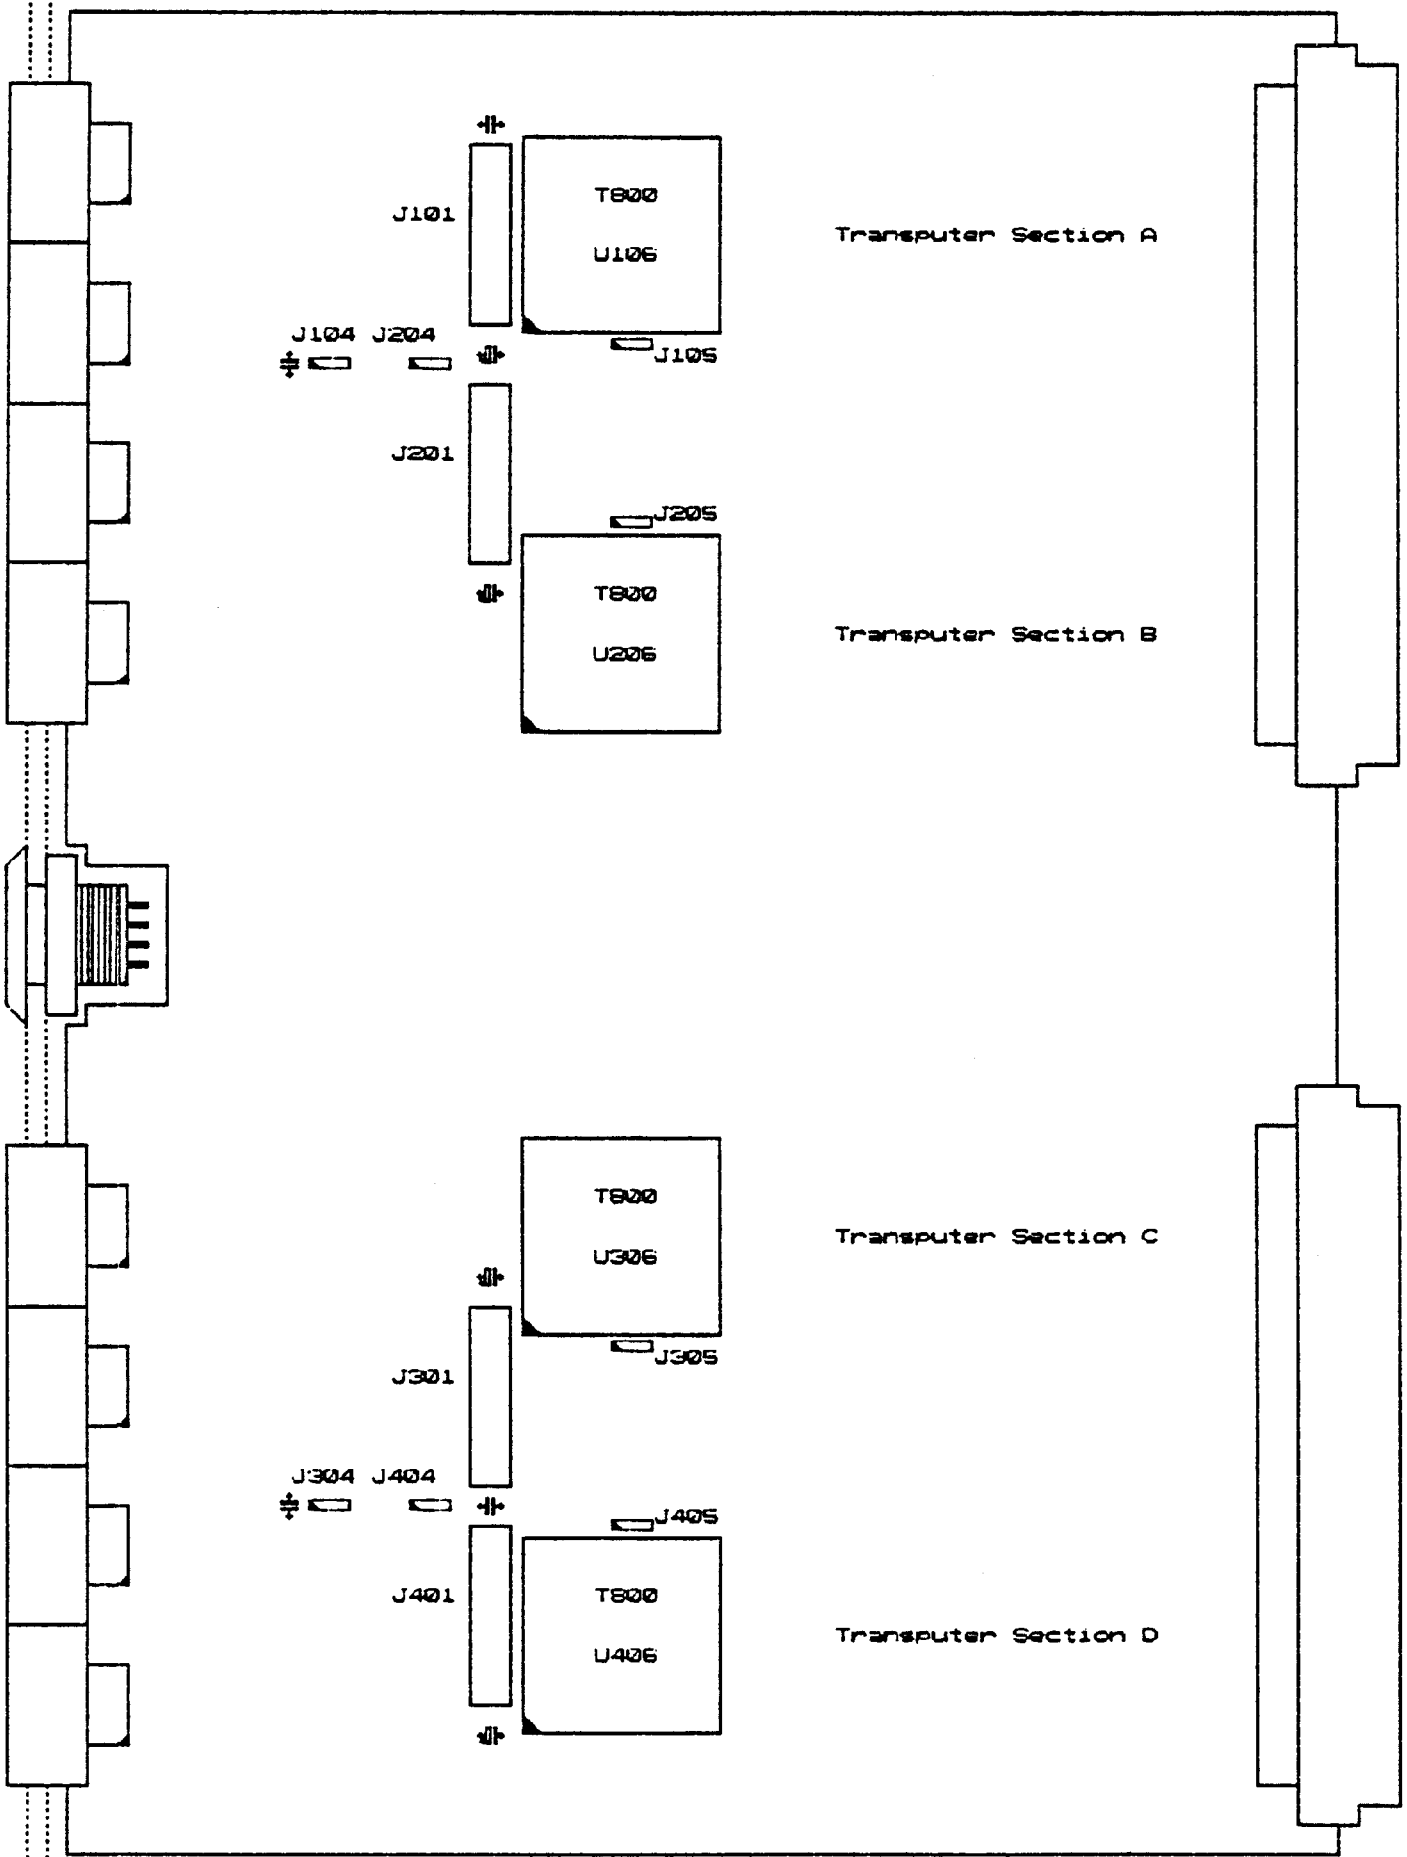 T800
J101
Transputer Section A
U106
J104 J204
J105
J201
J205
T800
Transputer Section B
U206
T800
Transputer Section C
U306
J305
J301
J304 J404
J405
J401
T800
Transputer Section D
U406